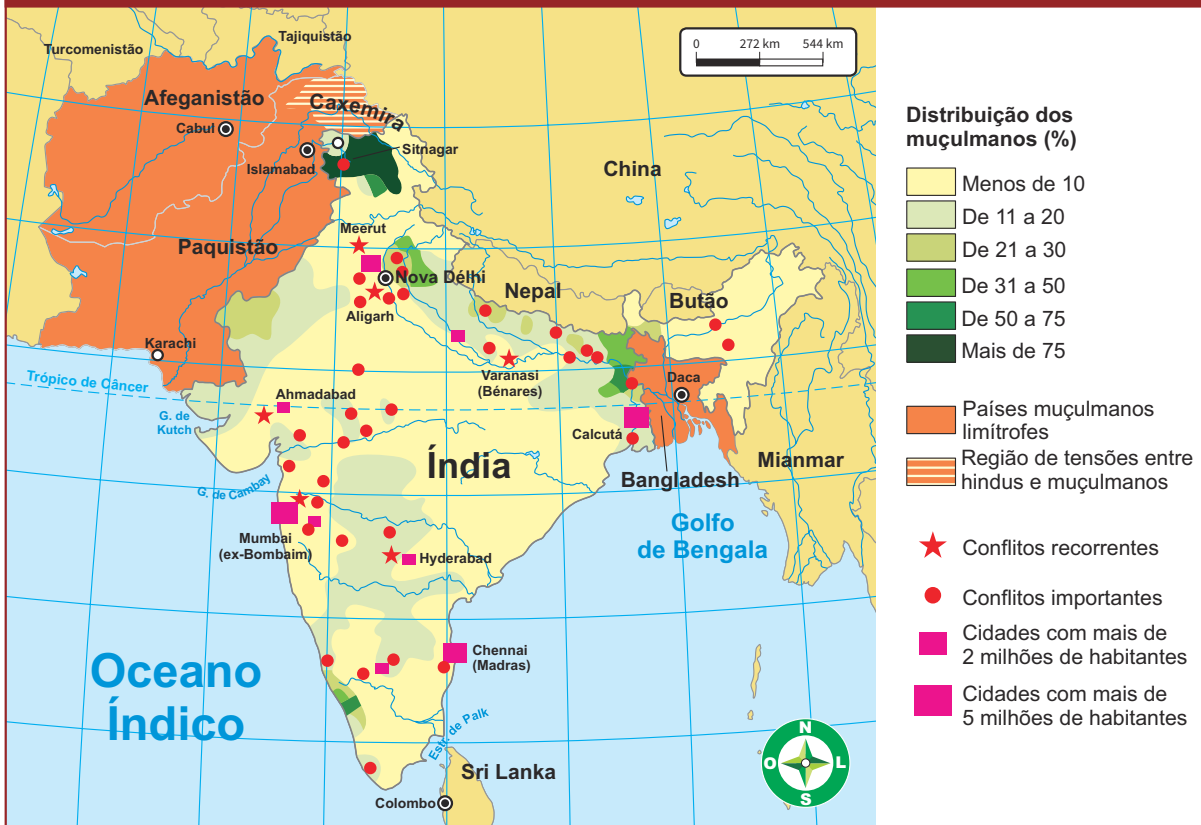 Turcomenistão
Tajiquistão
0 272 km 544 km
Afeganistão
Cabul
Caxemira
Islamabad
Sitnagar
China
Paquistão
Meerut
Nova Délhi
Nepal
Butão
Aligarh
Karachi
Varanasi
(Bénares)
Daca
Trópico de Câncer
Ahmadabad
G. de
Kutch
Calcutá
Índia
Mianmar
Bangladesh
G. de Cambay
Golfo
de Bengala
Mumbai
(ex-Bombaim)
Hyderabad
Chennai
(Madras)
Oceano
Índico
Estr. de Palk
Sri Lanka
Colombo
N
O
L
S
Distribuição dos
muçulmanos (%)
Menos de 10
De 11 a 20
De 21 a 30
De 31 a 50
De 50 a 75
Mais de 75
Países muçulmanos
limítrofes
Região de tensões entre
hindus e muçulmanos
Conflitos recorrentes
Conflitos importantes
Cidades com mais de
2 milhões de habitantes
Cidades com mais de
5 milhões de habitantes